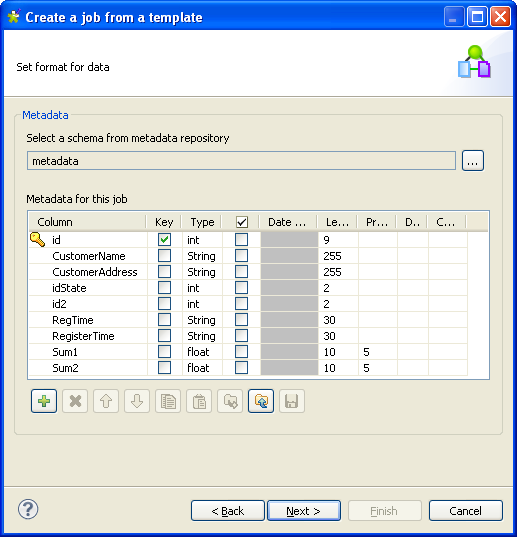 Create a job from a template
Set format for data
Metadata
Select a schema from metadata repository
metadata
...
Metadata for this job
Column Key Type Date ... Le... Pr... D.. C...
id int 9
CustomerName String 255
CustomerAddress String 255
idState int 2
id2 int 2
RegTime String 30
RegisterTime String 30
Sum1 float 10 5
Sum2 float 10 5
? < Back Next > Finish Cancel